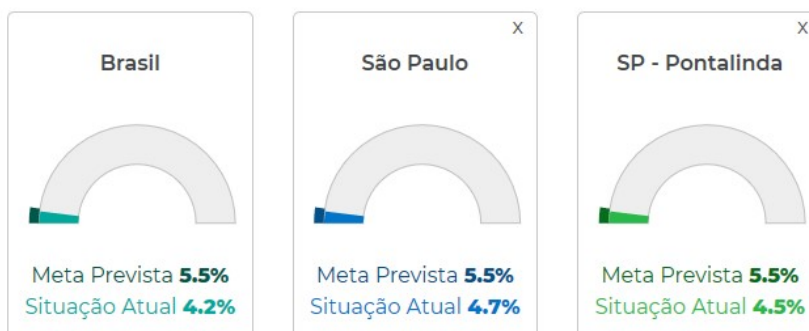 Brasil
Meta Prevista 5.5%
Situação Atual 4.2%
X
São Paulo
Meta Prevista 5.5%
Situação Atual 4.7%
X
SP - Pontalinda
Meta Prevista 5.5%
Situação Atual 4.5%